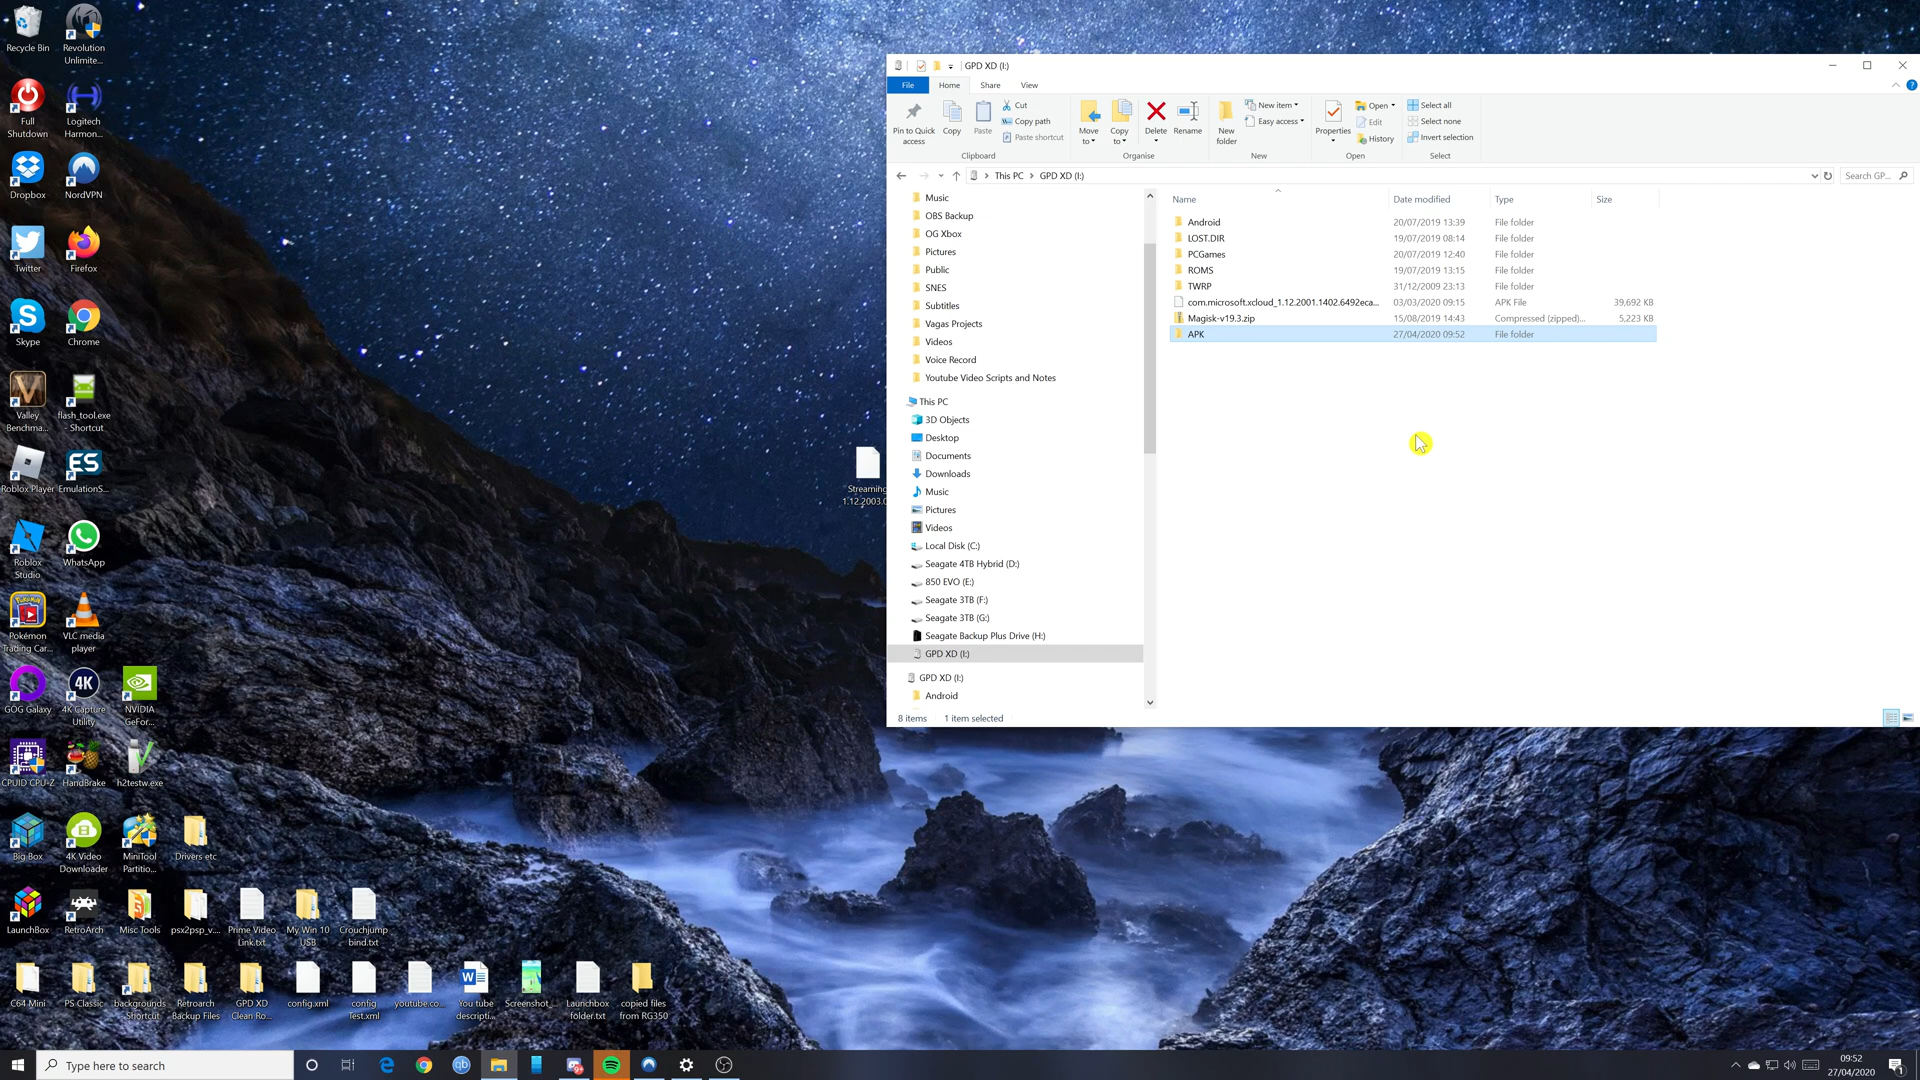 Recycle Bin
Revolution
Unlimite...
Full
Shutdown
Logitech
Harmon...
Dropbox
NordVPN
Twitter
Firefox
Skype
Chrome
Valley
Benchma...
flash_tool.exe
- Shortcut
Roblox Player
EmulationS...
Roblox
Studio
WhatsApp
Pokémon
Trading Car...
VLC media
player
GOG Galaxy
4K Capture
Utility
NVIDIA
GeFor...
CPUID CPU-Z
HandBrake
h2testw.exe
Big Box
4K Video
Downloader
MiniTool
Partitio...
Drivers etc
LaunchBox
RetroArch
Misc Tools
psx2psp_v....
Prime Video
Link.txt
My Win 10
USB
Crouchjump
bind.txt
C64 Mini
PS Classic
backgrounds
- Shortcut
Retroarch
Backup Files
GPD XD
Clean Ro...
config.xml
config
Test.xml
youtube.co...
You tube
descripti...
Screenshot_...
Launchbox
folder.txt
copied files
from RG350
Streaming
1.12.2003.0
GPD XD (I:)
File
Home
Share
View
Pin to Quick
access
Copy
Paste
Cut
Copy path
Paste shortcut
Clipboard
Move
to
Copy
to
Delete
Rename
Organise
New
folder
New item
Easy access
New
Properties
Open
Edit
History
Open
Select all
Select none
Invert selection
Select
This PC
GPD XD (I:)
Search GP...
Music
OBS Backup
OG Xbox
Pictures
Public
SNES
Subtitles
Vagas Projects
Videos
Voice Record
Youtube Video Scripts and Notes
This PC
3D Objects
Desktop
Documents
Downloads
Music
Pictures
Videos
Local Disk (C:)
Seagate 4TB Hybrid (D:)
850 EVO (E:)
Seagate 3TB (F:)
Seagate 3TB (G:)
Seagate Backup Plus Drive (H:)
GPD XD (I:)
GPD XD (I:)
Android
Name Date modified Type Size
Android 20/07/2019 13:39 File folder
LOST.DIR 19/07/2019 08:14 File folder
PCGames 20/07/2019 12:40 File folder
ROMS 19/07/2019 13:15 File folder
TWRP 31/12/2009 23:13 File folder
com.microsoft.xcloud_1.12.2001.1402.6492eca... 03/03/2020 09:15 APK File 39,692 KB
Magisk-v19.3.zip 15/08/2019 14:43 Compressed (zipped)... 5,223 KB
APK 27/04/2020 09:52 File folder
8 items 1 item selected
Type here to search
09:52
27/04/2020